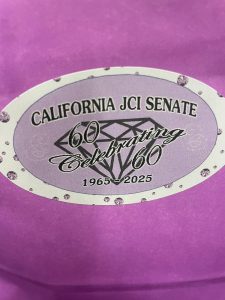 CALIFORNIA JCI SENATE
60 Celebrating 60
1965 - 2025